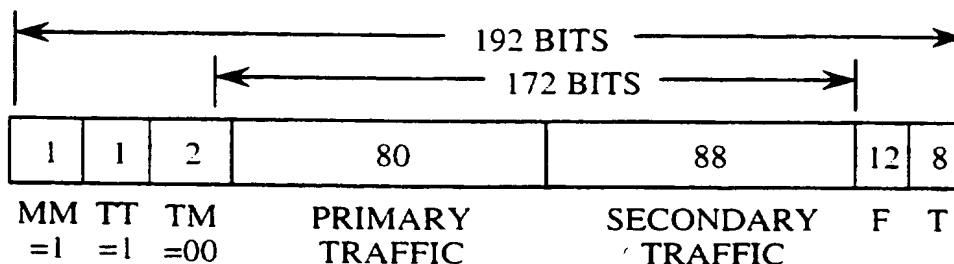 192 BITS
172 BITS
1 1 2 80 88 12 8
MM TT TM PRIMARY SECONDARY F T
=1 =1 =00 TRAFFIC TRAFFIC